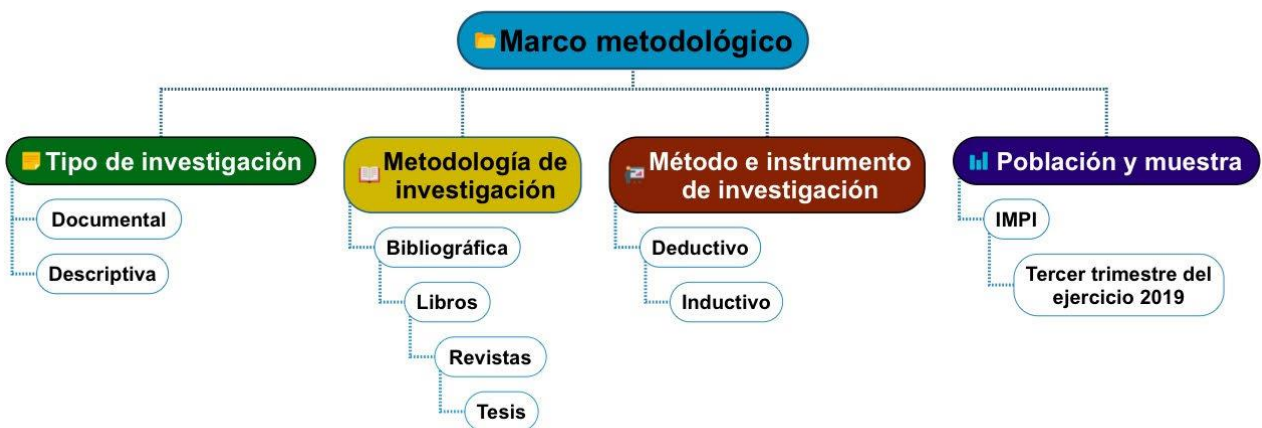 Marco metodológico
Tipo de investigación
Documental
Descriptiva
Metodología de
investigación
Bibliográfica
Libros
Revistas
Tesis
Método e instrumento
de investigación
Deductivo
Inductivo
Población y muestra
IMPI
Tercer trimestre del
ejercicio 2019